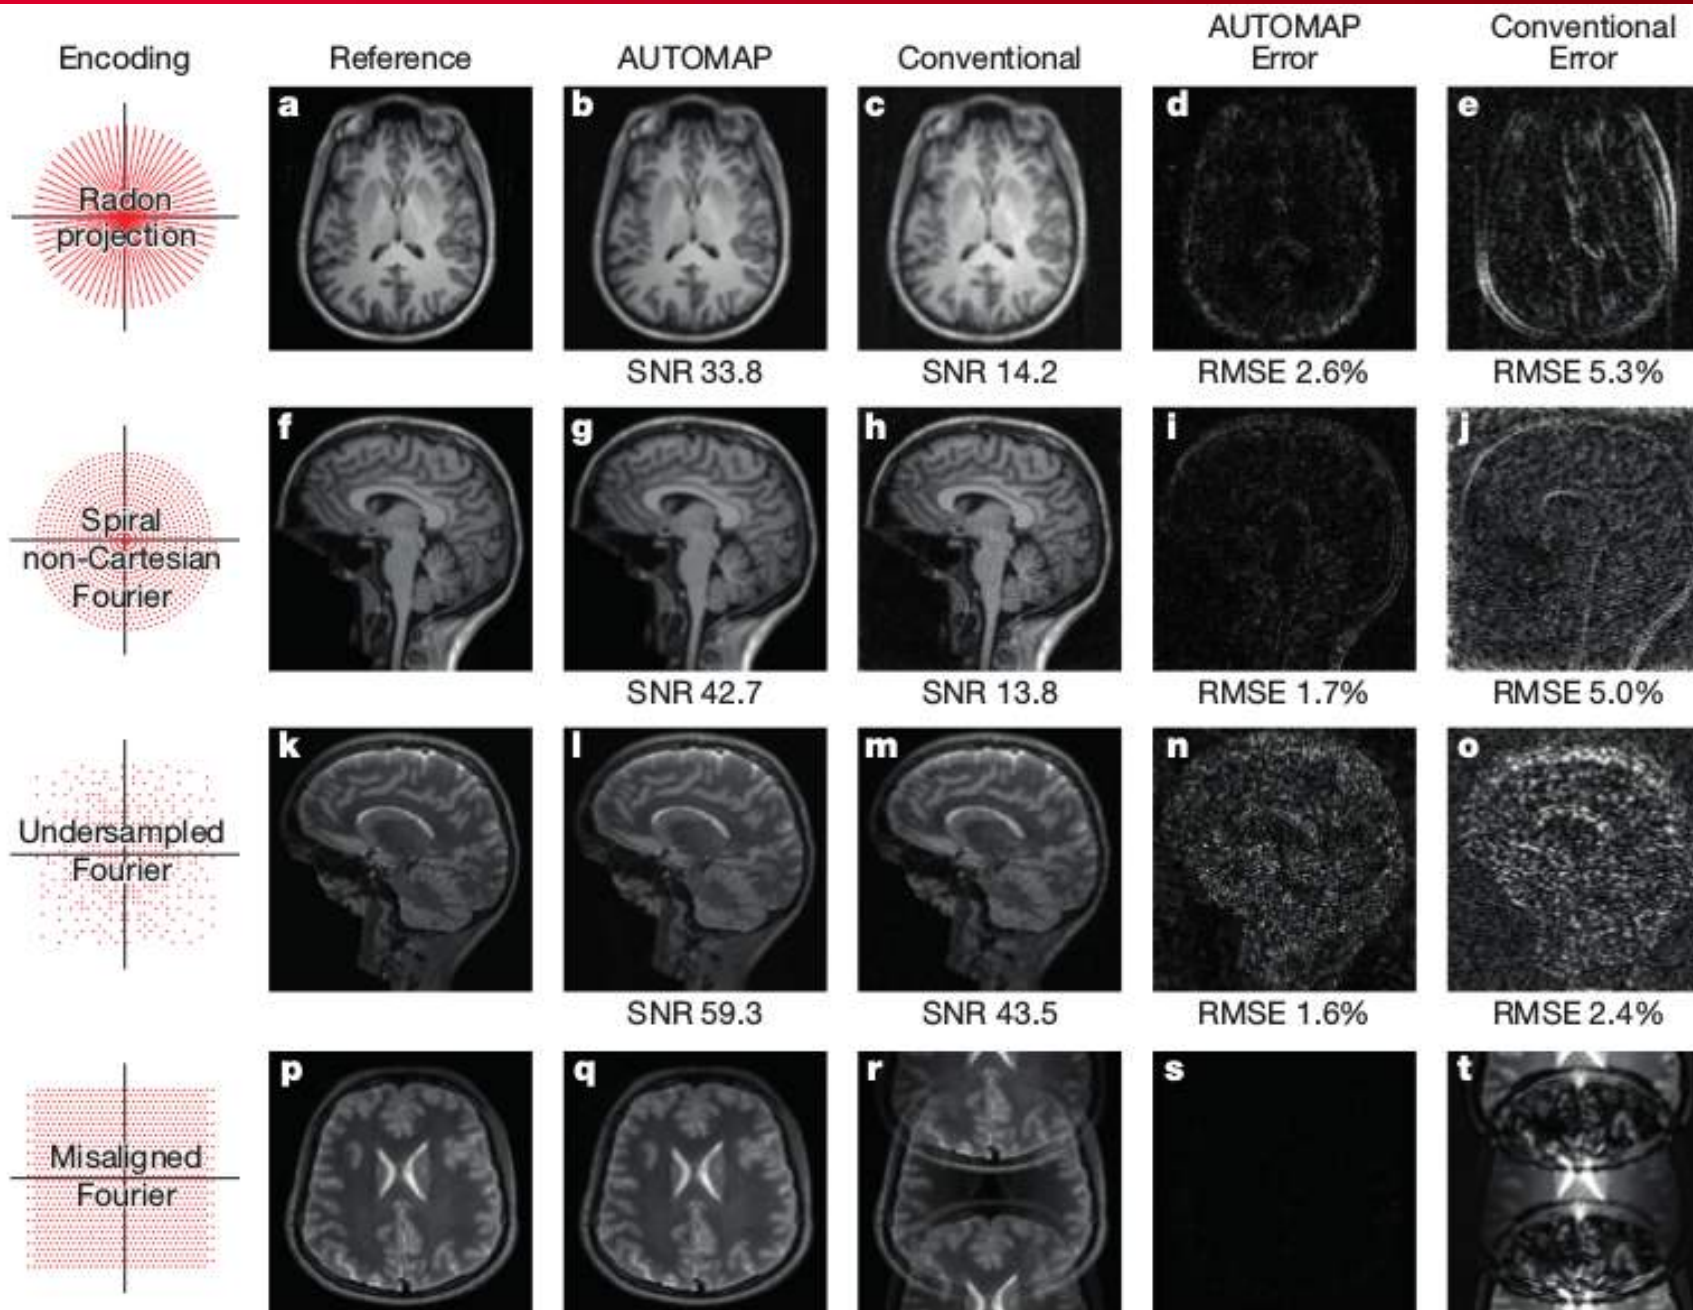 Encoding
Reference
AUTOMAP
Conventional
AUTOMAP
Error
Conventional
Error
Radon
projection
a
b
c
d
e
SNR 33.8
SNR 14.2
RMSE 2.6%
RMSE 5.3%
Spiral
non-Cartesian
Fourier
f
g
h
i
j
SNR 42.7
SNR 13.8
RMSE 1.7%
RMSE 5.0%
Undersampled
Fourier
k
l
m
n
o
SNR 59.3
SNR 43.5
RMSE 1.6%
RMSE 2.4%
Misaligned
Fourier
p
q
r
s
t